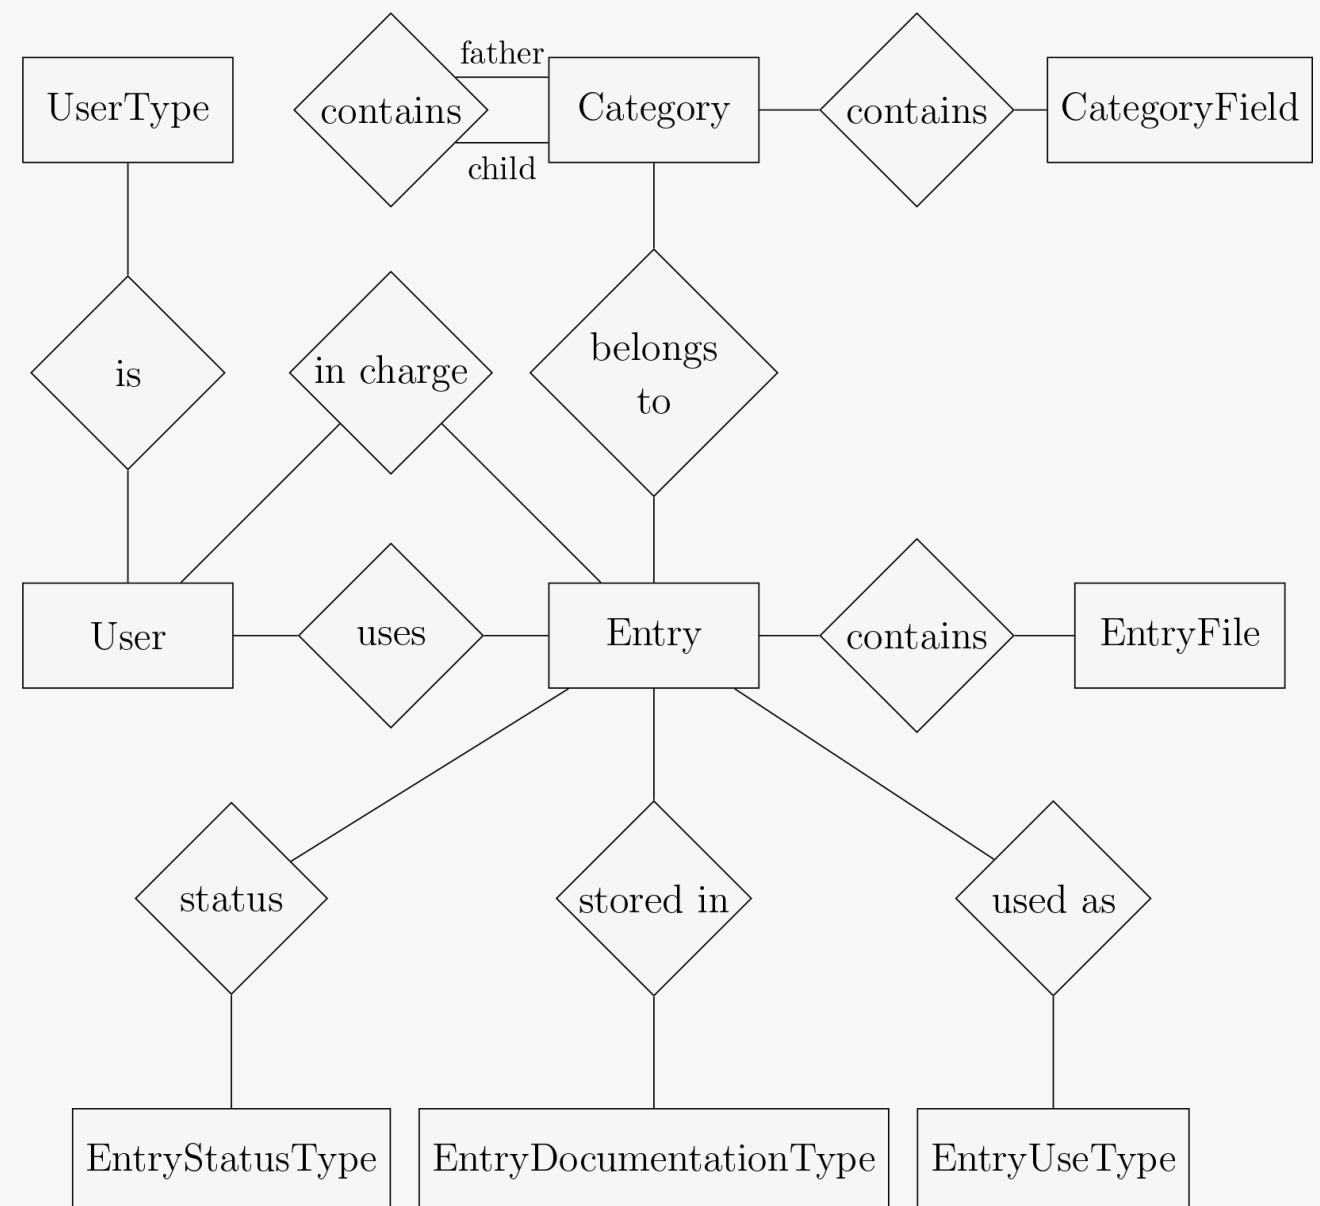 father
UserType
contains
Category
contains
CategoryField
child
is
in charge
belongs
to
User
uses
Entry
contains
EntryFile
status
stored in
used as
EntryStatusType
EntryDocumentationType
EntryUseType